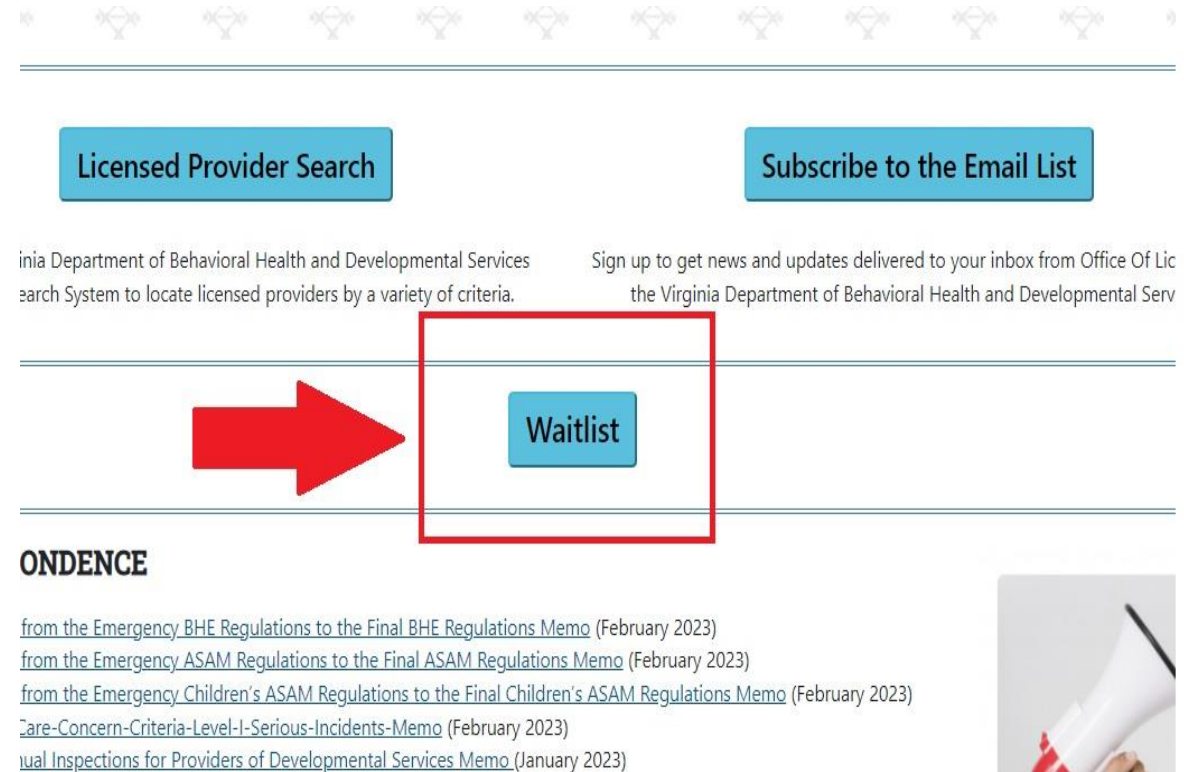 Licensed Provider Search
Subscribe to the Email List
inia Department of Behavioral Health and Developmental Services
earch System to locate licensed providers by a variety of criteria.
Sign up to get news and updates delivered to your inbox from Office Of Lic
the Virginia Department of Behavioral Health and Developmental Serv
Waitlist
ONDENCE
from the Emergency BHE Regulations to the Final BHE Regulations Memo (February 2023)
from the Emergency ASAM Regulations to the Final ASAM Regulations Memo (February 2023)
from the Emergency Children's ASAM Regulations to the Final Children's ASAM Regulations Memo (February 2023)
Care-Concern-Criteria-Level-I-Serious-Incidents-Memo (February 2023)
ual Inspections for Providers of Developmental Services Memo (January 2023)